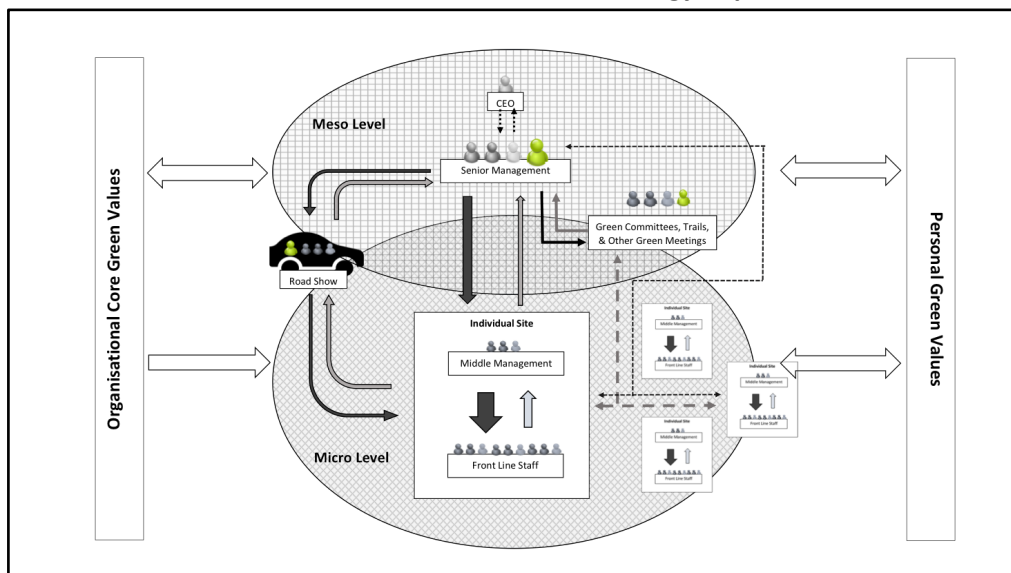 Organisational Core Green Values
Meso Level
CEO
Senior Management
Green Committees, Trails,
& Other Green Meetings
Road Show
Individual Site
Middle Management
Front Line Staff
Micro Level
Individual Site
Middle Management
Front Line Staff
Individual Site
Middle Management
Front Line Staff
Individual Site
Middle Management
Front Line Staff
Personal Green Values